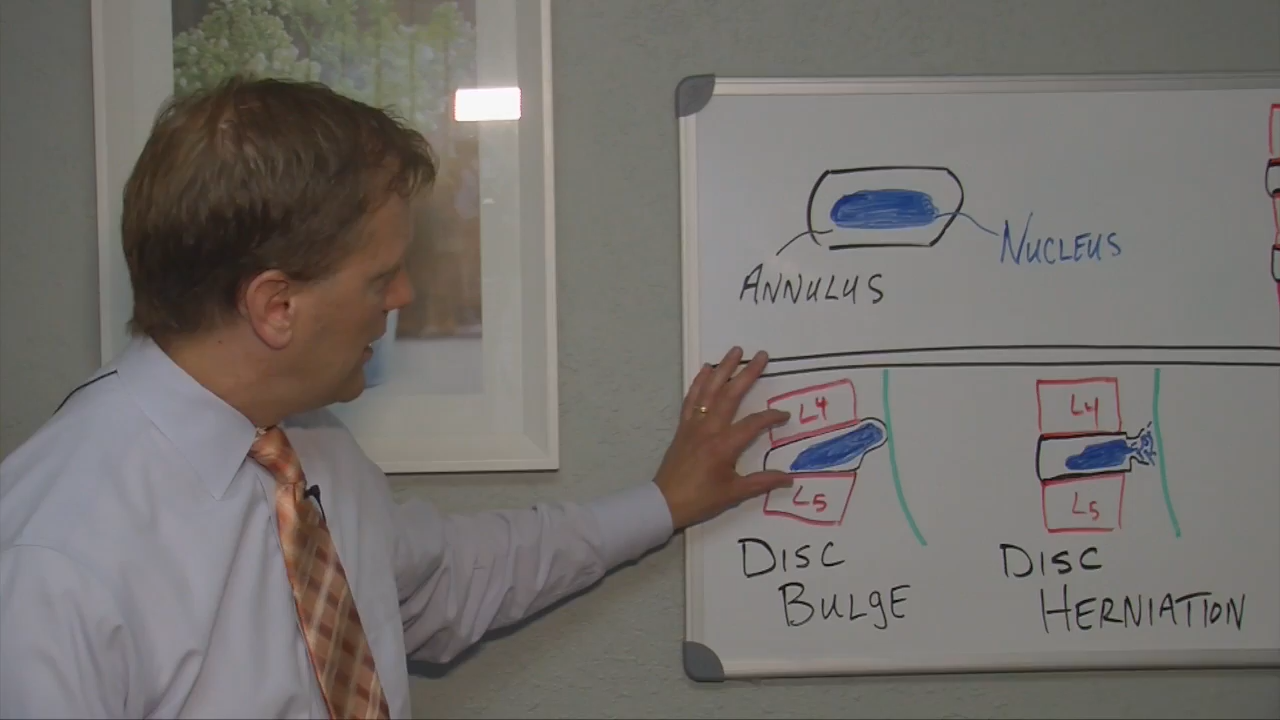 NUCLEUS
ANNULUS
L4
L5
DISC
BULgE
L4
L5
DISC
HERNIATION